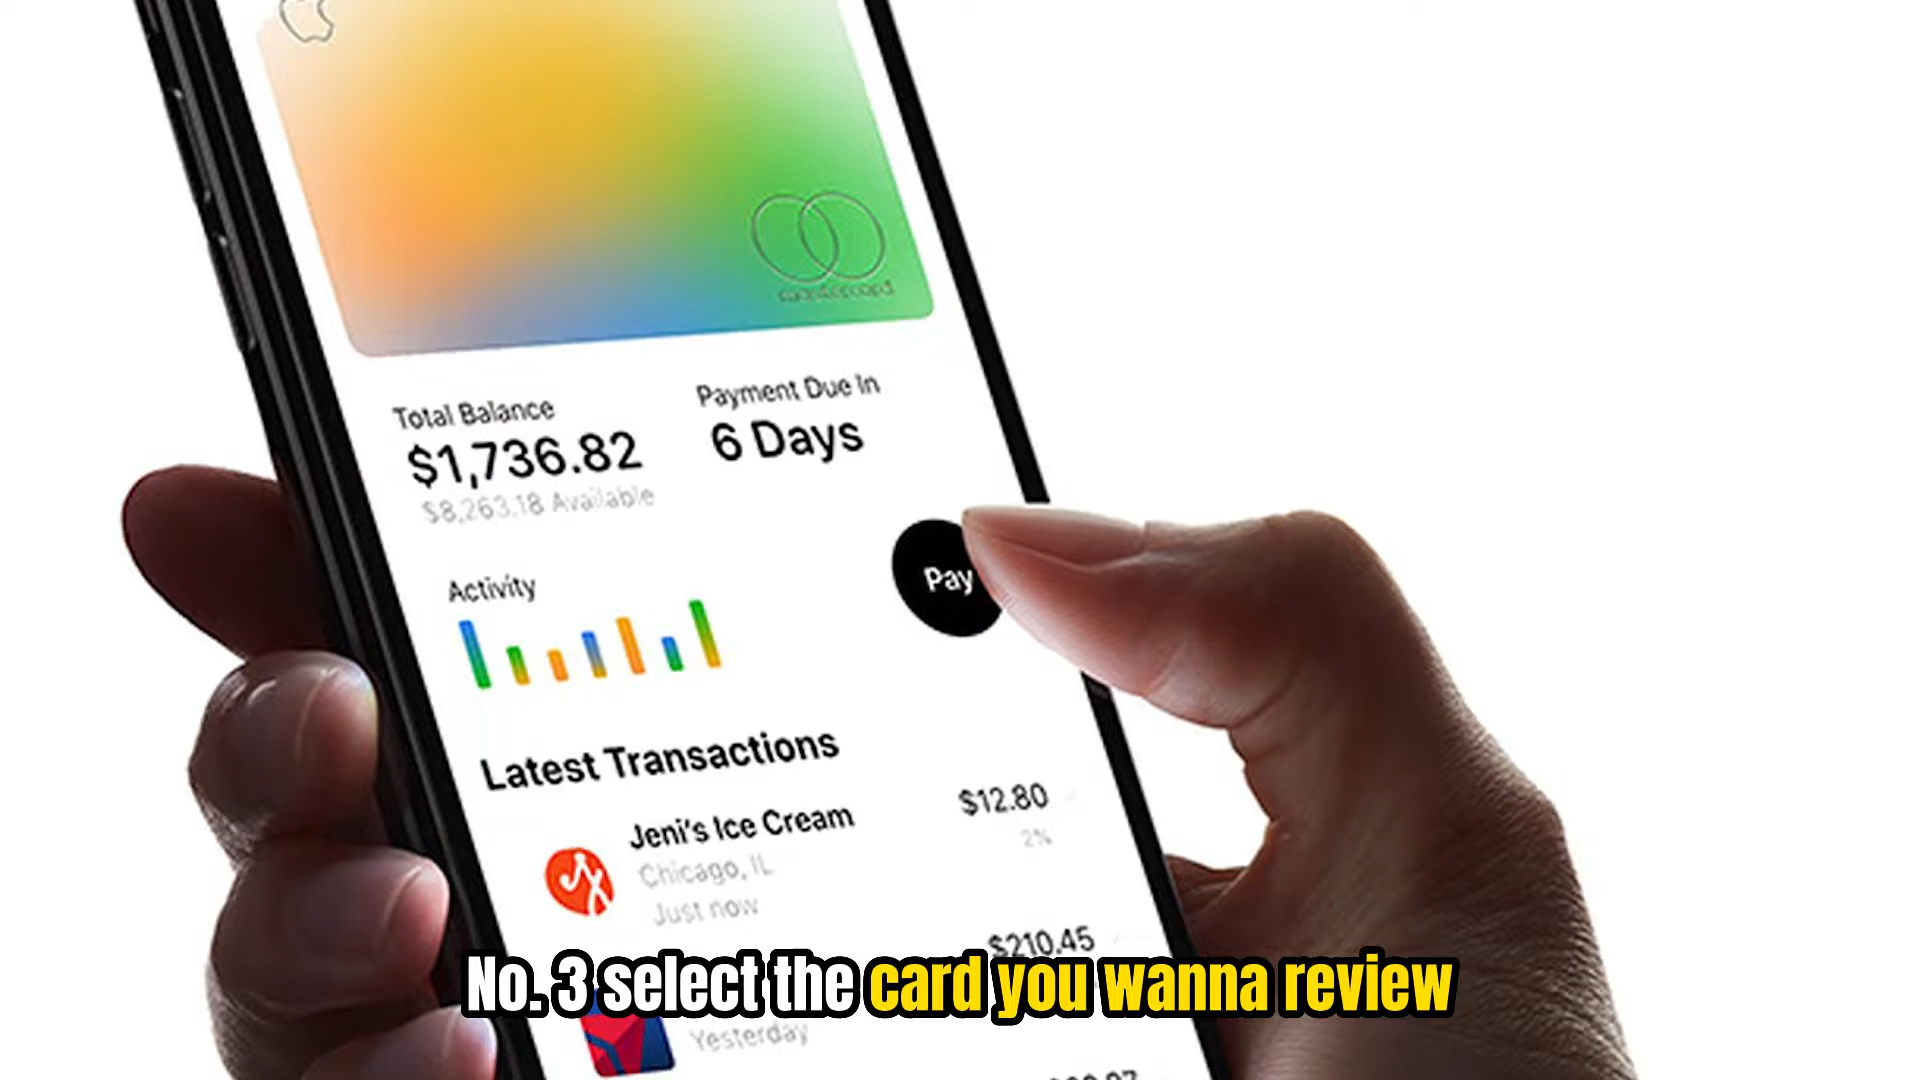 mastercard
Total Balance
$1,736.82
$8,263.18 Available
Payment Due In
6 Days
Activity
Pay
Latest Transactions
Jeni's Ice Cream
$12.80
Chicago, IL
2%
Just now
$210.45
No. 3 select the card you wanna review
Yesterday